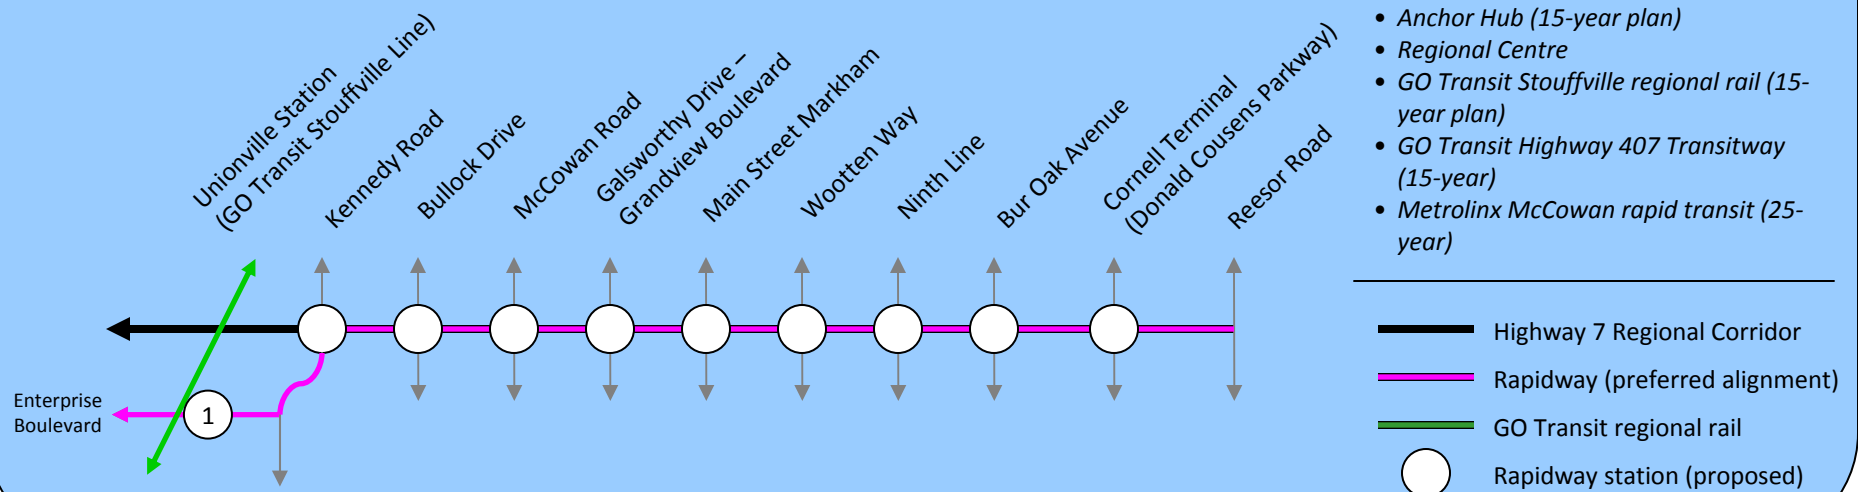 Unionville Station
(GO Transit Stouffville Line)
Kennedy Road
Bullock Drive
McCowan Road
Galsworthy Drive –
Grandview Boulevard
Main Street Markham
Wootten Way
Ninth Line
Bur Oak Avenue
Cornell Terminal
(Donald Cousens Parkway)
Reesor Road
Enterprise
Boulevard
1
• Anchor Hub (15-year plan)
• Regional Centre
• GO Transit Stouffville regional rail (15-
year plan)
• GO Transit Highway 407 Transitway
(15-year)
• Metrolinx McCowan rapid transit (25-
year)
Highway 7 Regional Corridor
Rapidway (preferred alignment)
GO Transit regional rail
Rapidway station (proposed)